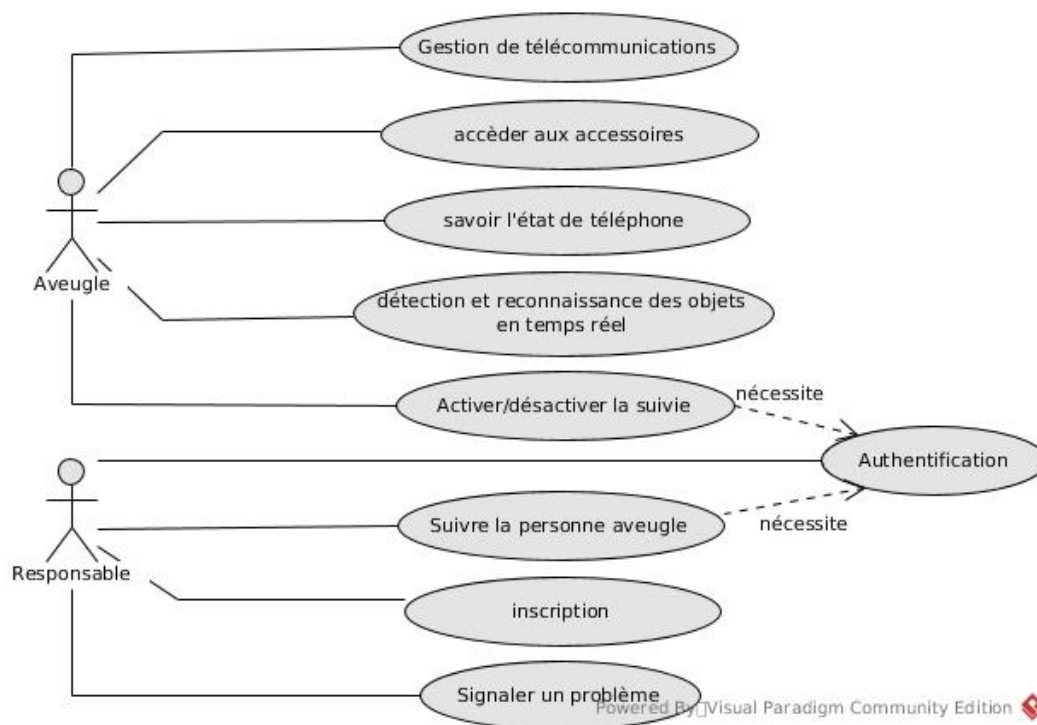 Gestion de télécommunications
accèder aux accessoires
savoir l'état de téléphone
Aveugle
détection et reconnaissance des objets
en temps réel
Activer/désactiver la suivie
nécessite
Authentification
Suivre la personne aveugle
nécessite
Responsable
inscription
Signaler un problème
Powered By Visual Paradigm Community Edition